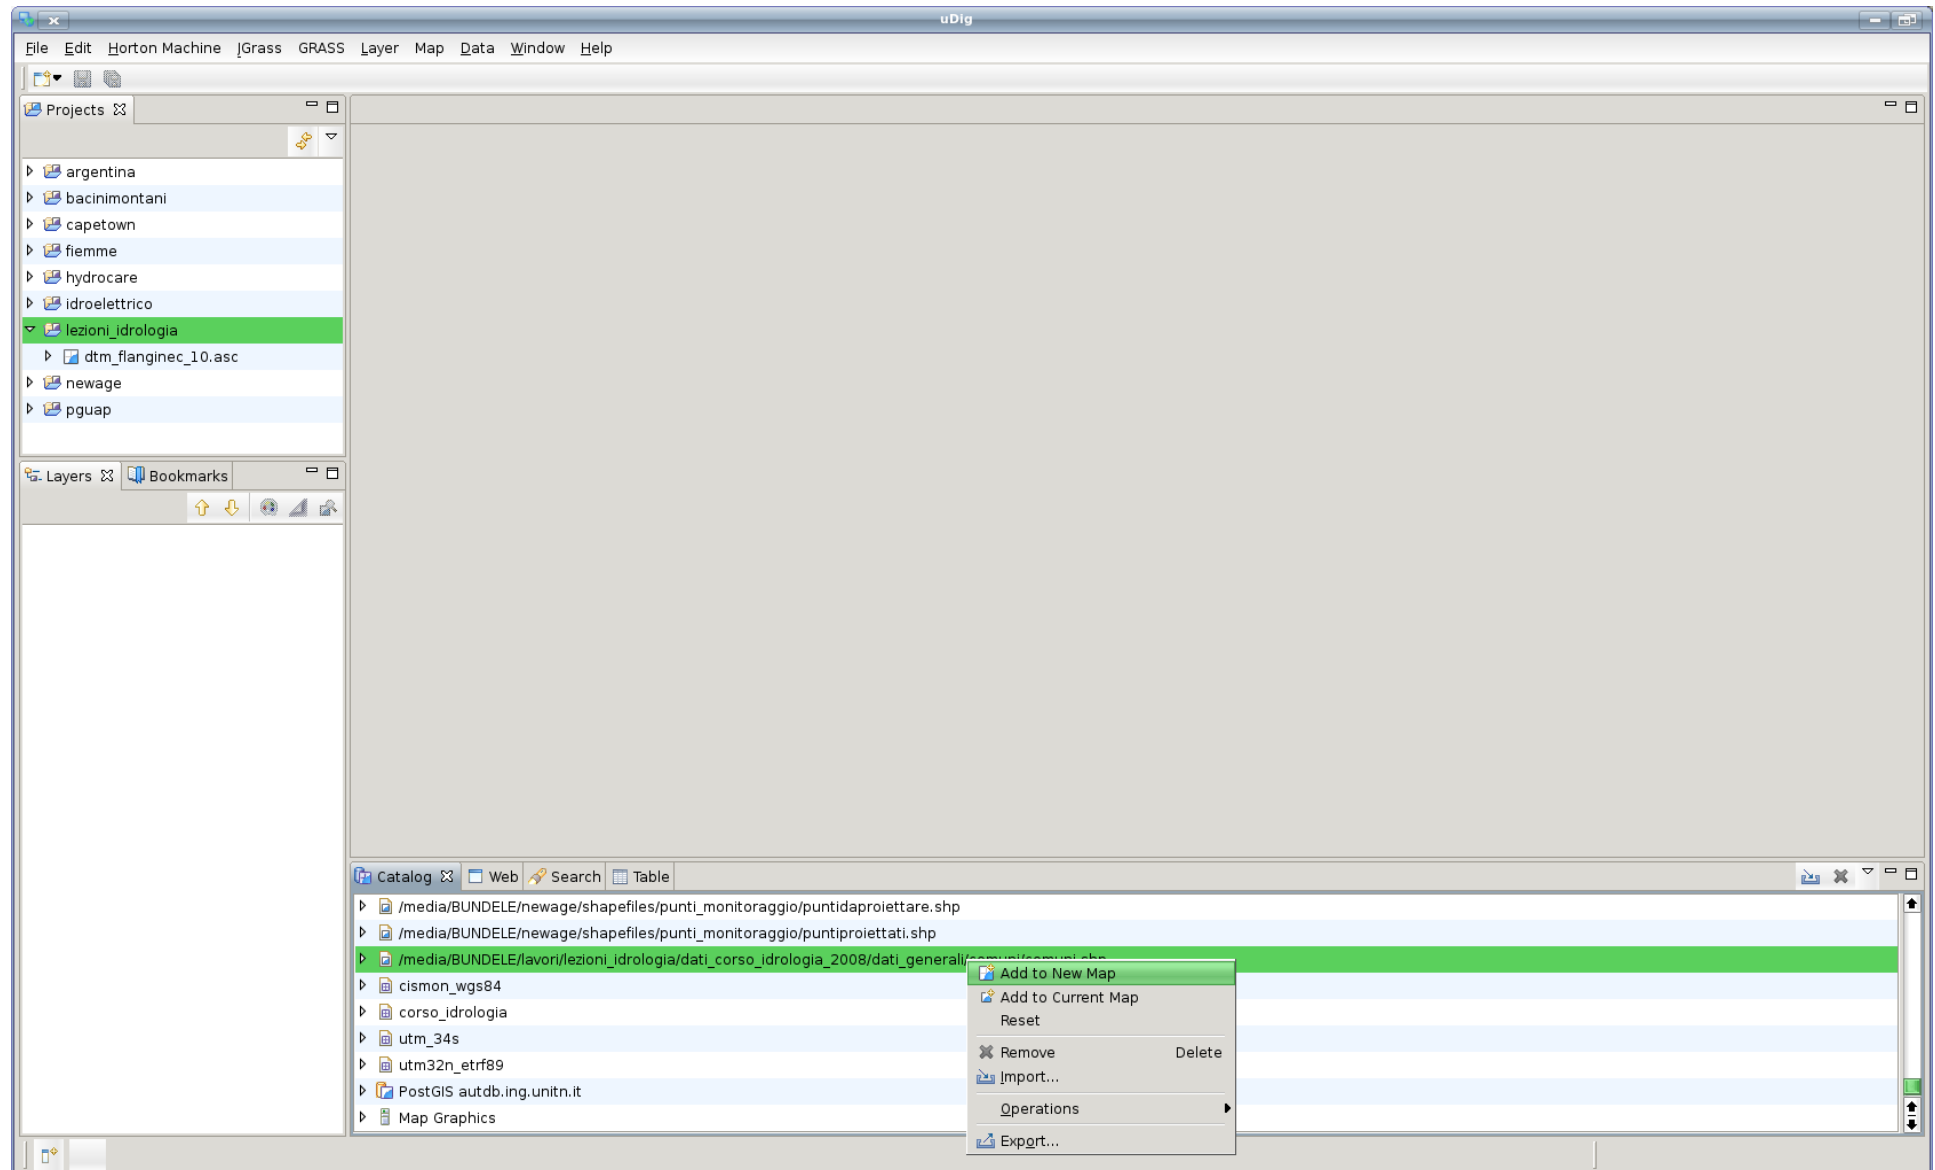 uDig
File Edit Horton Machine JGrass GRASS Layer Map Data Window Help
Projects
argentina
bacinimontani
capetown
fiemme
hydrocare
idroelettrico
lezioni_idrologia
dtm_flanginec_10.asc
newage
pguap
Layers Bookmarks
Catalog Web Search Table
/media/BUNDELE/newage/shapefiles/punti_monitoraggio/puntidaproiettare.shp
/media/BUNDELE/newage/shapefiles/punti_monitoraggio/puntiproiettati.shp
/media/BUNDELE/lavori/lezioni_idrologia/dati_corso_idrologia_2008/dati_generali/comuni/comuni.shp
cismon_wgs84
corso_idrologia
utm_34s
utm32n_etrf89
PostGIS autdb.ing.unitn.it
Map Graphics
Add to New Map
Add to Current Map
Reset
Remove Delete
Import...
Operations
Export...